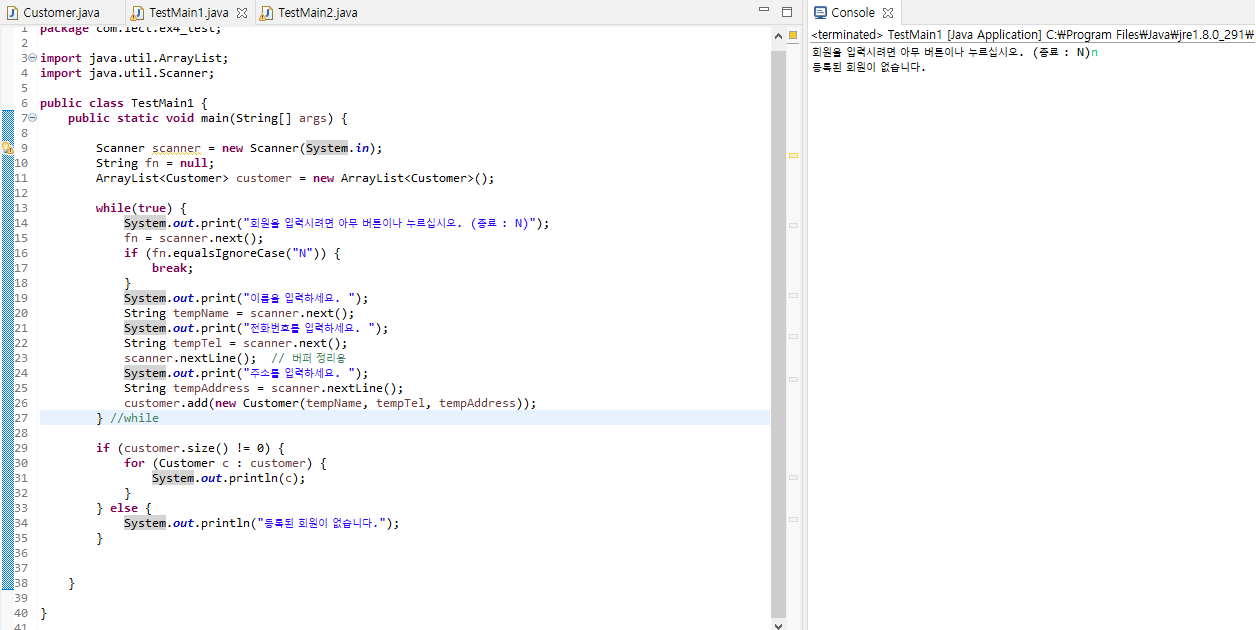 Customer.java TestMain1.java TestMain2.java
1 package com.lect.ex4_test;
2
3 import java.util.ArrayList;
4 import java.util.Scanner;
5
6 public class TestMain1 {
7 public static void main(String[] args) {
8
9 Scanner scanner = new Scanner(System.in);
10 String fn = null;
11 ArrayList<Customer> customer = new ArrayList<Customer>();
12
13 while(true) {
14 System.out.print("회원을 입력시려면 아무 버튼이나 누르십시오. (종료 : N)");
15 fn = scanner.next();
16 if (fn.equalsIgnoreCase("N")) {
17 break;
18 }
19 System.out.print("이름을 입력하세요. ");
20 String tempName = scanner.next();
21 System.out.print("전화번호를 입력하세요. ");
22 String tempTel = scanner.next();
23 scanner.nextLine(); // 버퍼 정리용
24 System.out.print("주소를 입력하세요. ");
25 String tempAddress = scanner.nextLine();
26 customer.add(new Customer(tempName, tempTel, tempAddress));
27 } //while
28
29 if (customer.size() != 0) {
30 for (Customer c : customer) {
31 System.out.println(c);
32 }
33 } else {
34 System.out.println("등록된 회원이 없습니다.");
35 }
36
37
38 }
39
40 }
41
Console
<terminated> TestMain1 [Java Application] C:₩Program Files₩Java₩jre1.8.0_291₩
회원을 입력시려면 아무 버튼이나 누르십시오. (종료 : N)n
등록된 회원이 없습니다.